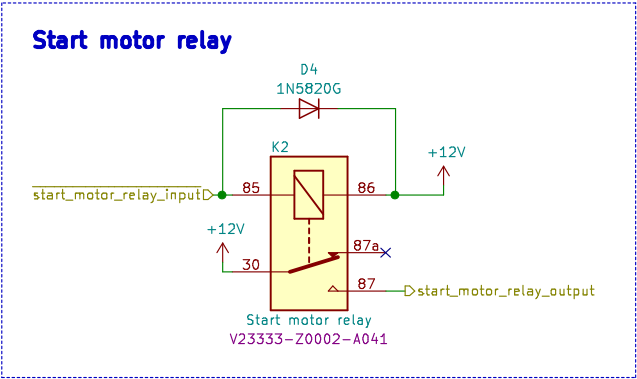 Start motor relay
D4
1N5820G
K2
+12V
85
86
start_motor_relay_input
+12V
87a
30
87
start_motor_relay_output
Start motor relay
V23333-Z0002-A041